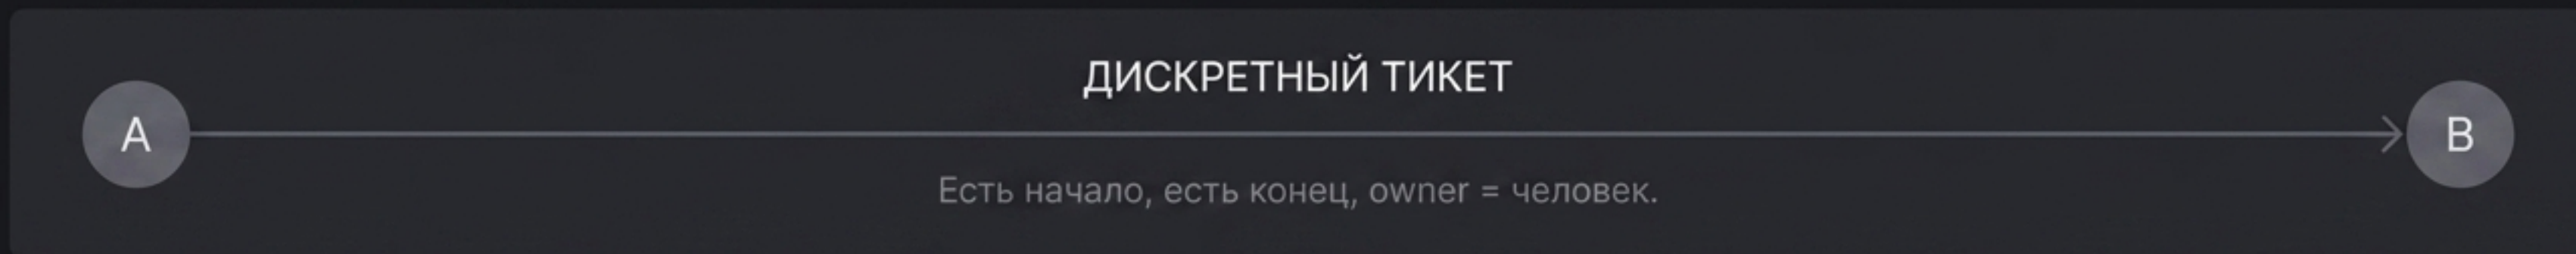 ДИСКРЕТНЫЙ ТИКЕТ
A
B
Есть начало, есть конец, owner = человек.